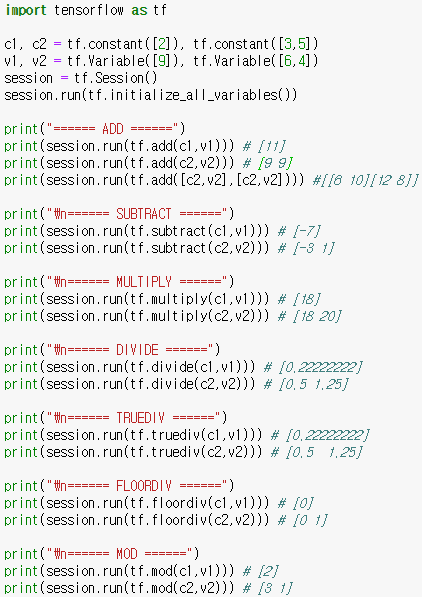 import tensorflow as tf
c1, c2 = tf.constant([2]), tf.constant([3,5])
v1, v2 = tf.Variable([9]), tf.Variable([6,4])
session = tf.Session()
session.run(tf.initialize_all_variables())
print("====== ADD ======")
print(session.run(tf.add(c1,v1))) # [11]
print(session.run(tf.add(c2,v2))) # [9 9]
print(session.run(tf.add([c2,v2],[c2,v2]))) #[[6 10][12 8]]
print("₩n====== SUBTRACT ======")
print(session.run(tf.subtract(c1,v1))) # [-7]
print(session.run(tf.subtract(c2,v2))) # [-3 1]
print("₩n====== MULTIPLY ======")
print(session.run(tf.multiply(c1,v1))) # [18]
print(session.run(tf.multiply(c2,v2))) # [18 20]
print("₩n====== DIVIDE ======")
print(session.run(tf.divide(c1,v1))) # [0.22222222]
print(session.run(tf.divide(c2,v2))) # [0.5 1.25]
print("₩n====== TRUEDIV ======")
print(session.run(tf.truediv(c1,v1))) # [0.22222222]
print(session.run(tf.truediv(c2,v2))) # [0.5  1.25]
print("₩n====== FLOORDIV ======")
print(session.run(tf.floordiv(c1,v1))) # [0]
print(session.run(tf.floordiv(c2,v2))) # [0 1]
print("₩n====== MOD ======")
print(session.run(tf.mod(c1,v1))) # [2]
print(session.run(tf.mod(c2,v2))) # [3 1]